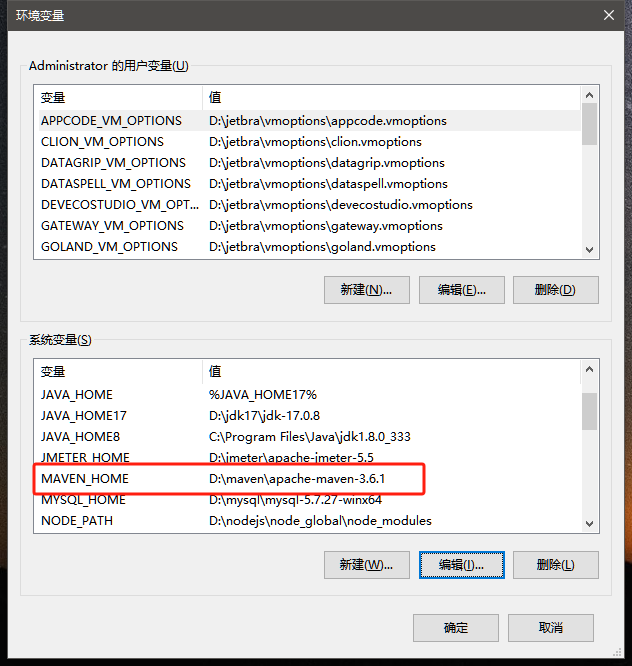 环境变量
Administrator 的用户变量(U)
变量 值
APPCODE_VM_OPTIONS D:\jetbra\vmoptions\appcode.vmoptions
CLION_VM_OPTIONS D:\jetbra\vmoptions\clion.vmoptions
DATAGRIP_VM_OPTIONS D:\jetbra\vmoptions\datagrip.vmoptions
DATASPELL_VM_OPTIONS D:\jetbra\vmoptions\dataspell.vmoptions
DEVECOSTUDIO_VM_OPT... D:\jetbra\vmoptions\devecostudio.vmoptions
GATEWAY_VM_OPTIONS D:\jetbra\vmoptions\gateway.vmoptions
GOLAND_VM_OPTIONS D:\jetbra\vmoptions\goland.vmoptions
新建(N)... 编辑(E)... 删除(D)
系统变量(S)
变量 值
JAVA_HOME %JAVA_HOME17%
JAVA_HOME17 D:\jdk17\jdk-17.0.8
JAVA_HOME8 C:\Program Files\Java\jdk1.8.0_333
JMETER_HOME D:\jmeter\apache-jmeter-5.5
MAVEN_HOME D:\maven\apache-maven-3.6.1
MYSQL_HOME D:\mysql\mysql-5.7.27-winx64
NODE_PATH D:\nodejs\node_global\node_modules
新建(W)... 编辑(I)... 删除(L)
确定 取消